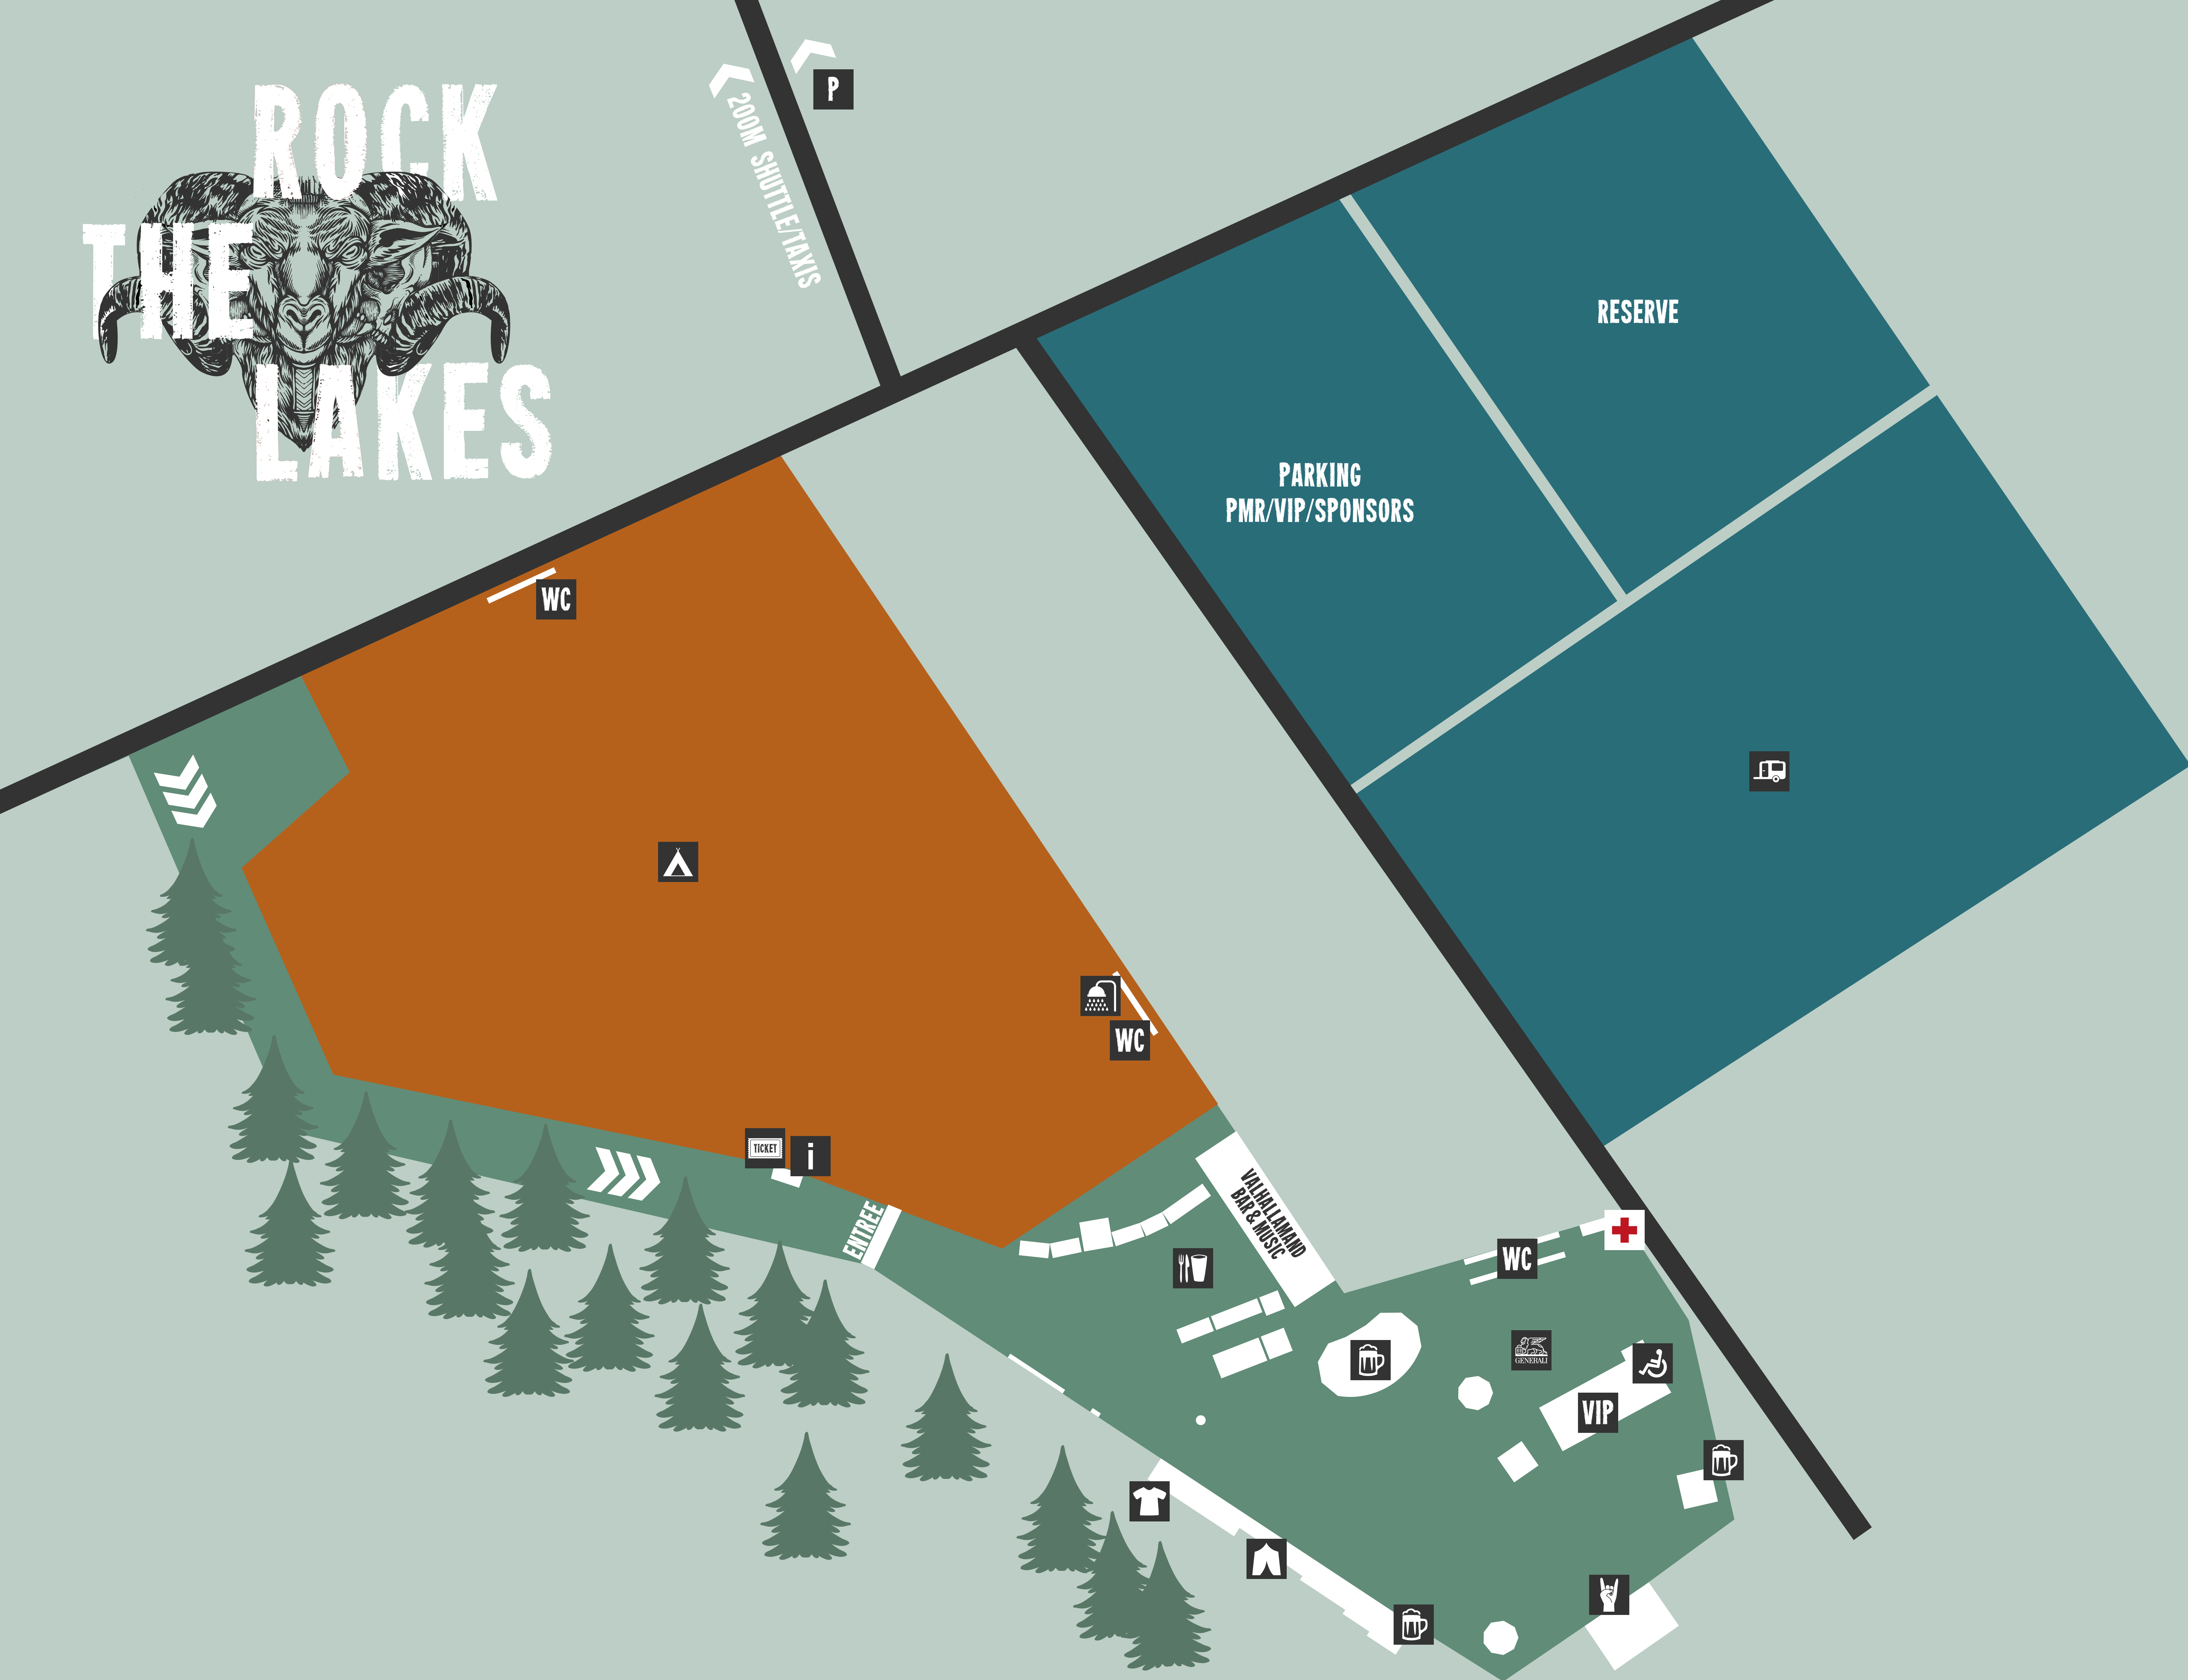 ROCK
THE
LAKES
P
200M SHUTTLE/TAXIS
RESERVE
PARKING
PMR/VIP/SPONSORS
WC
WC
TICKET
i
ENTREE
VALHALLAMAND
BAR & MUSIC
WC
GENERALI
VIP